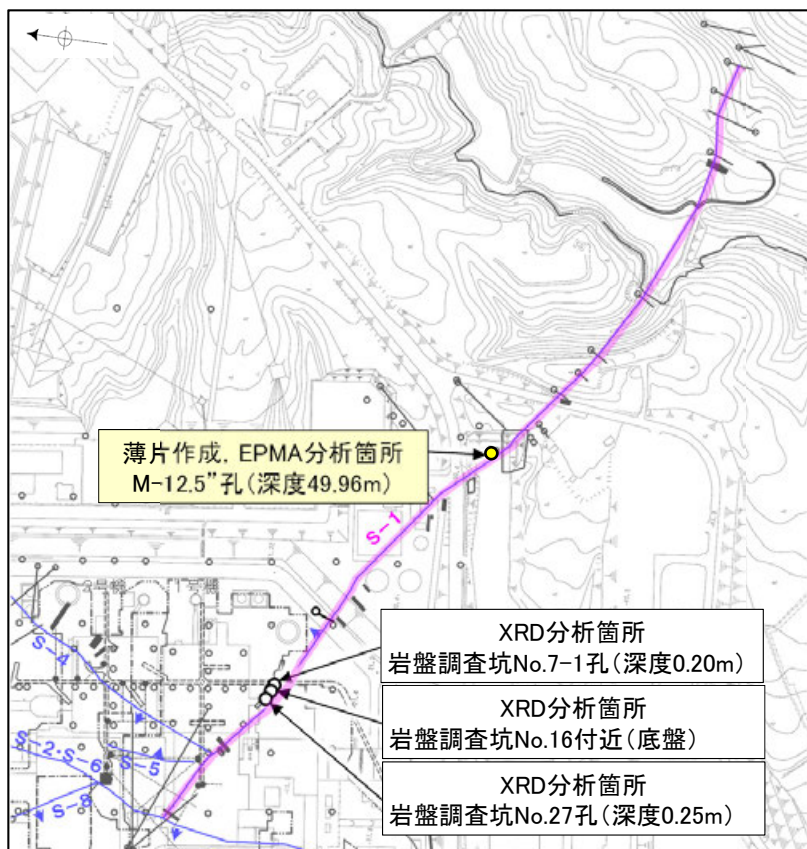 薄片作成，EPMA分析箇所
M-12.5”孔(深度49.96m)
S-1
XRD分析箇所
岩盤調査坑No.7-1孔(深度0.20m)
XRD分析箇所
岩盤調査坑No.16付近(底盤)
XRD分析箇所
岩盤調査坑No.27孔(深度0.25m)
S-4
S-2・S-6
S-5
S-8